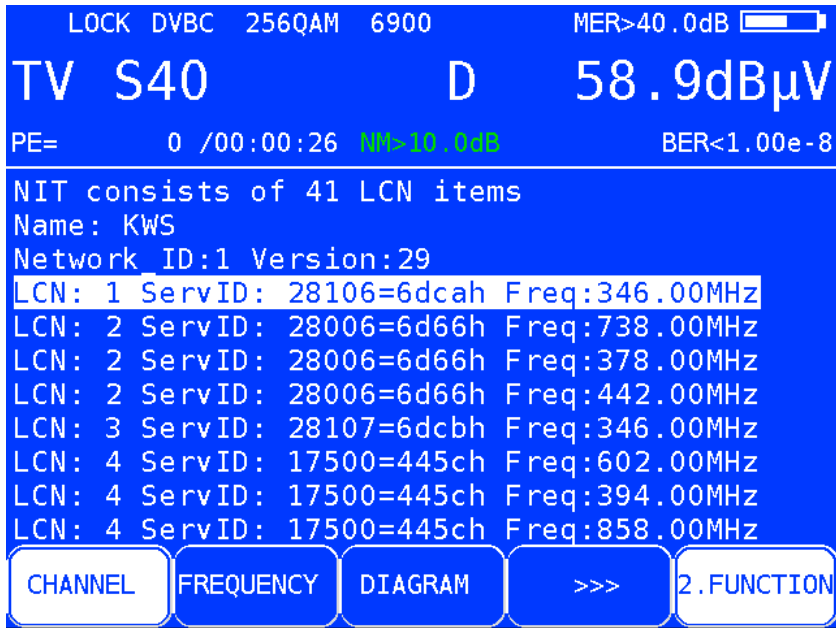 LOCK DVBC 256QAM 6900 MER>40.0dB
TV S40 D 58.9dBµV
PE= 0 /00:00:26 NM>10.0dB BER<1.00e-8
NIT consists of 41 LCN items
Name: KWS
Network_ID:1 Version:29
LCN: 1 ServID: 28106=6dcah Freq:346.00MHz
LCN: 2 ServID: 28006=6d66h Freq:738.00MHz
LCN: 2 ServID: 28006=6d66h Freq:378.00MHz
LCN: 2 ServID: 28006=6d66h Freq:442.00MHz
LCN: 3 ServID: 28107=6dcbh Freq:346.00MHz
LCN: 4 ServID: 17500=445ch Freq:602.00MHz
LCN: 4 ServID: 17500=445ch Freq:394.00MHz
LCN: 4 ServID: 17500=445ch Freq:858.00MHz
CHANNEL FREQUENCY DIAGRAM >>> 2.FUNCTION